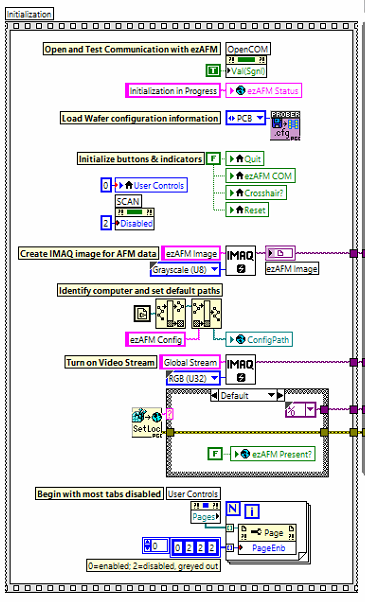 Initialization
Open and Test Communication with ezAFM
OpenCOM
T
Val(Sgnl)
Initialization in Progress
ezAFM Status
Load Wafer configuration information
PCB
PROBER
.cfg
Initialize buttons & indicators
F
Quit
ezAFM COM
Crosshair?
Reset
0
User Controls
SCAN
2
Disabled
Create IMAQ image for AFM data
ezAFM Image
Grayscale (U8)
IMAQ
ezAFM Image
Identify computer and set default paths
ezAFM Config
ConfigPath
Turn on Video Stream
Global Stream
RGB (U32)
IMAQ
Default
SetLoc
F
ezAFM Present?
Begin with most tabs disabled
User Controls
Pages
N
i
Page
PageEnb
0
0 2 2 2
0=enabled; 2=disabled, greyed out